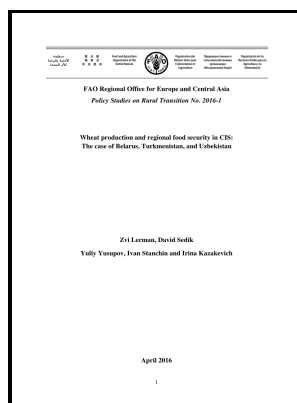 Food and Agriculture
Organization of the
United Nations
FAO Regional Office for Europe and Central Asia
Policy Studies on Rural Transition No. 2016-1
Wheat production and regional food security in CIS:
The case of Belarus, Turkmenistan, and Uzbekistan
Zvi Lerman, David Sedik
Yuliy Yusupov, Ivan Stanchin and Irina Kazakevich
April 2016
1